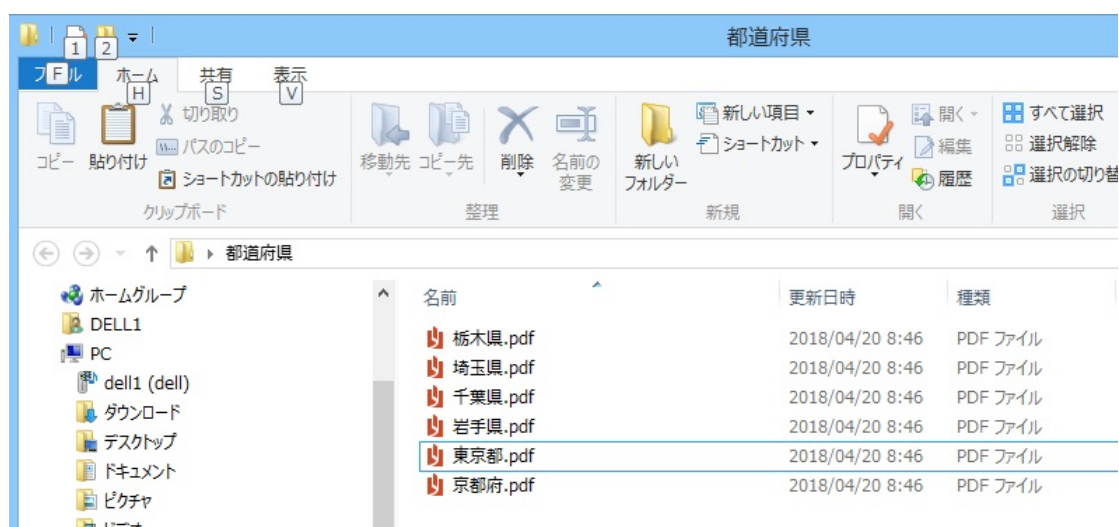 都道府県
1 2
ファイル ホーム 共有 表示
F H S V
コピー 貼り付け 切り取り パスのコピー ショートカットの貼り付け
クリップボード
移動先 コピー先 削除 名前の変更
整理
新しいフォルダー 新しい項目 ショートカット
新規
プロパティ 開く 編集 履歴
開く
すべて選択 選択解除 選択の切り替
選択
都道府県
ホームグループ
DELL1
PC
dell1 (dell)
ダウンロード
デスクトップ
ドキュメント
ピクチャ
名前 更新日時 種類
栃木県.pdf 2018/04/20 8:46 PDF ファイル
埼玉県.pdf 2018/04/20 8:46 PDF ファイル
千葉県.pdf 2018/04/20 8:46 PDF ファイル
岩手県.pdf 2018/04/20 8:46 PDF ファイル
東京都.pdf 2018/04/20 8:46 PDF ファイル
京都府.pdf 2018/04/20 8:46 PDF ファイル